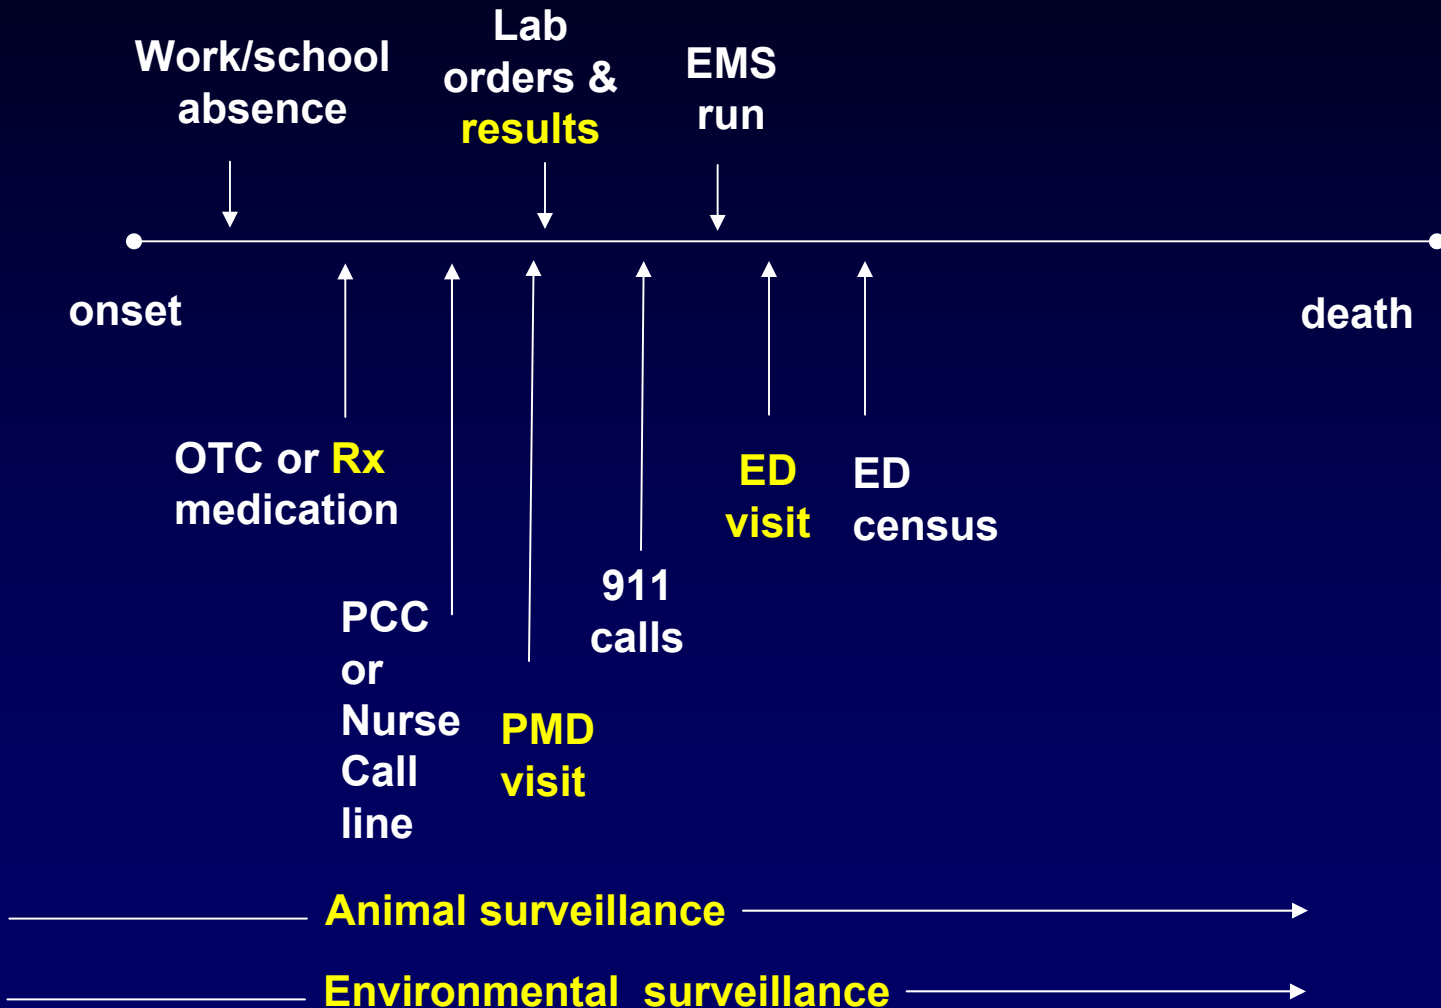 Work/school
absence
Lab
orders &
results
EMS
run
onset
death
OTC or Rx
medication
PCC
or
Nurse
Call
line
PMD
visit
911
calls
ED
visit
ED
census
Animal surveillance
Environmental surveillance